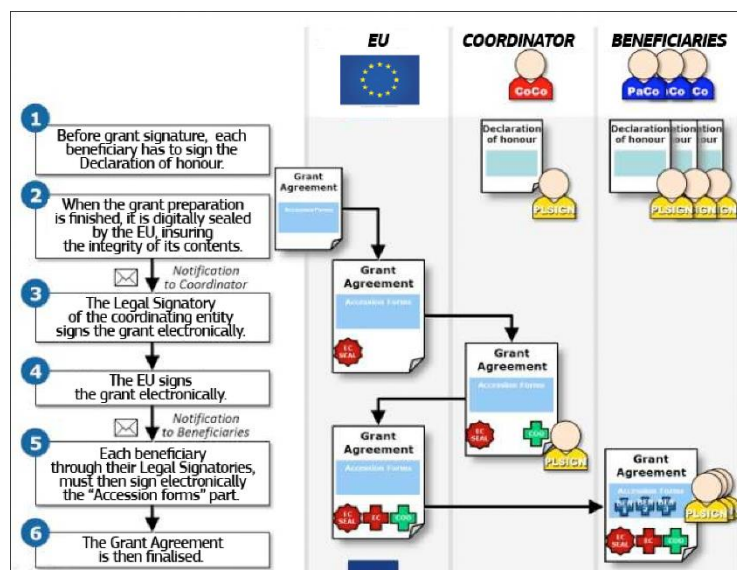 EU
COORDINATOR
BENEFICIARIES
CoCo
PaCo
aCo
Co
1
Before grant signature, each
beneficiary has to sign the
Declaration of honour.
Declaration
of honour
PLSIGN
Declaration
of honour
PLSIGN
2
When the grant preparation
is finished, it is digitally sealed
by the EU, insuring
the integrity of its contents.
Grant
Agreement
Accession Forms
Notification
to Coordinator
3
The Legal Signatory
of the coordinating entity
signs the grant electronically.
Grant
Agreement
Accession Forms
EC
SEAL
4
The EU signs
the grant electronically.
Grant
Agreement
Accession Forms
EC
SEAL
COO
PLSIGN
Notification
to Beneficiaries
5
Each beneficiary
through their Legal Signatories,
must then sign electronically
the “Accession forms” part.
Grant
Agreement
Accession Forms
EC
SEAL
EC
COO
Grant
Agreement
Accession Forms
PLSIGN
EC
SEAL
EC
COO
6
The Grant Agreement
is then finalised.